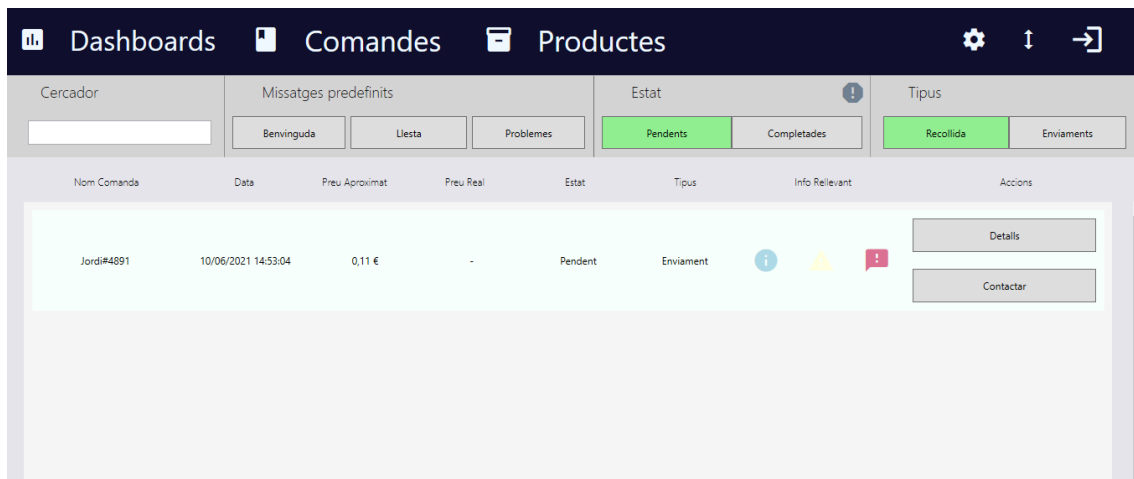 Dashboards Comandes Productes
Cercador Missatges predefinits Estat Tipus
Benvinguda Llesta Problemes Pendents Completades Recollida Enviaments
Nom Comanda Data Preu Aproximat Preu Real Estat Tipus Info Rellevant Accions
Detalls
Jordi#4891 10/06/2021 14:53:04 0,11 € - Pendent Enviament
Contactar